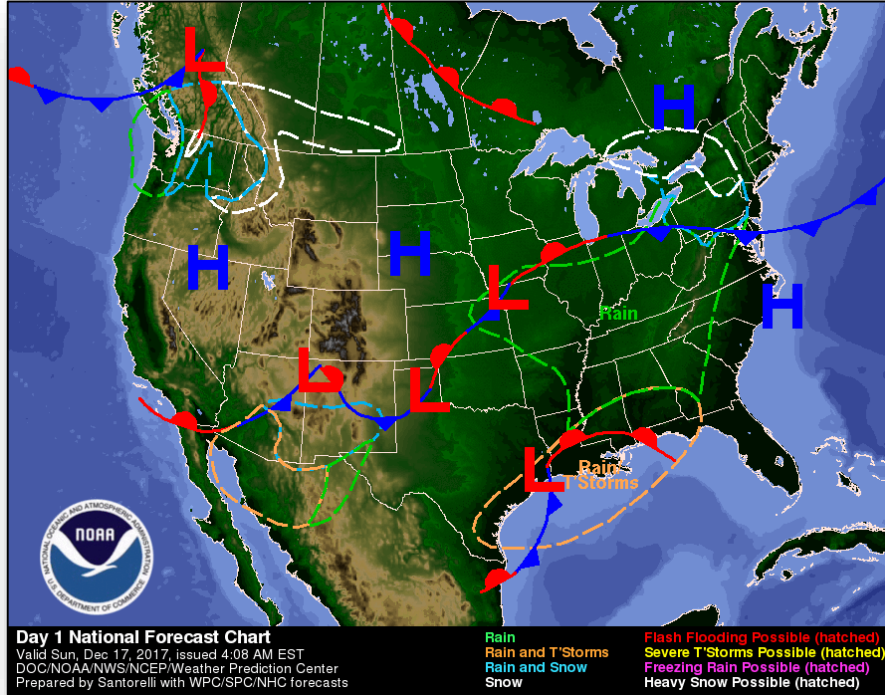 L
H
H
H
L
Rain
H
L
L
L
Rain/
T'Storms
NATIONAL OCEANIC AND ATMOSPHERIC ADMINISTRATION
NOAA
U.S. DEPARTMENT OF COMMERCE
Day 1 National Forecast Chart
Valid Sun, Dec 17, 2017, issued 4:08 AM EST
DOC/NOAA/NWS/NCEP/Weather Prediction Center
Prepared by Santorelli with WPC/SPC/NHC forecasts
Rain
Rain and T'Storms
Rain and Snow
Snow
Flash Flooding Possible (hatched)
Severe T'Storms Possible (hatched)
Freezing Rain Possible (hatched)
Heavy Snow Possible (hatched)